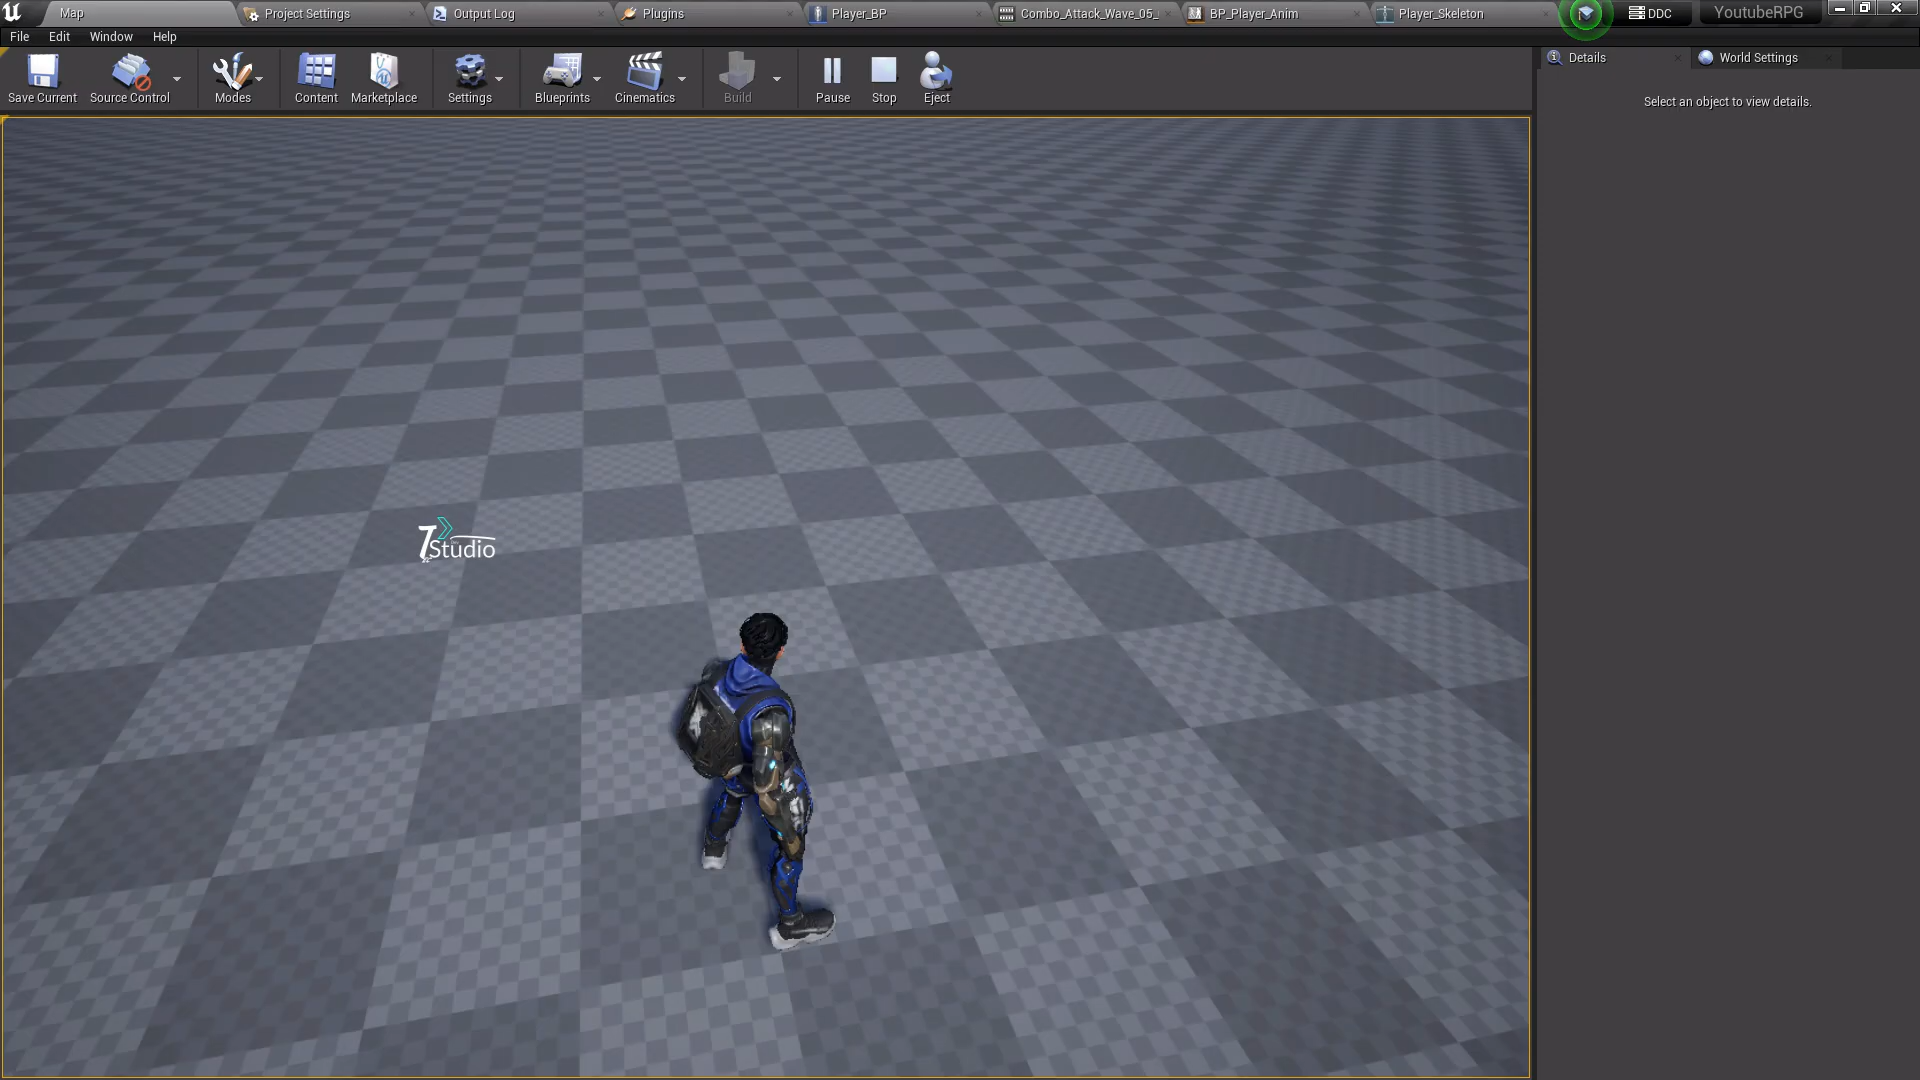 Map
Project Settings
Output Log
Plugins
Player_BP
Combo_Attack_Wave_05_
BP_Player_Anim
Player_Skeleton
DDC
YoutubeRPG
File
Edit
Window
Help
Save Current
Source Control
Modes
Content
Marketplace
Settings
Blueprints
Cinematics
Build
Pause
Stop
Eject
Details
World Settings
Select an object to view details.
7
Studio